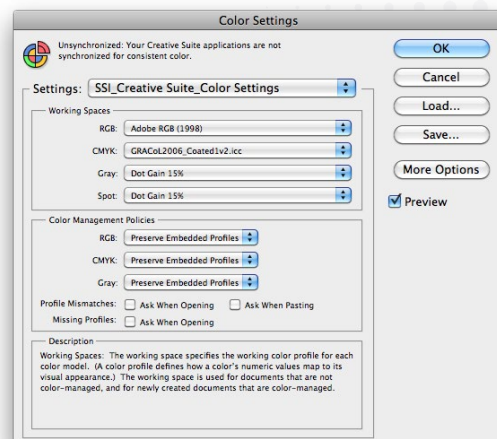 Color Settings
Unsynchronized: Your Creative Suite applications are not
synchronized for consistent color.
Settings: SSI_Creative Suite_Color Settings
Working Spaces
RGB: Adobe RGB (1998)
CMYK: GRACoL2006_Coated1v2.icc
Gray: Dot Gain 15%
Spot: Dot Gain 15%
Color Management Policies
RGB: Preserve Embedded Profiles
CMYK: Preserve Embedded Profiles
Gray: Preserve Embedded Profiles
Profile Mismatches: Ask When Opening Ask When Pasting
Missing Profiles: Ask When Opening
Description
Working Spaces: The working space specifies the working color profile for each
color model. (A color profile defines how a color's numeric values map to its
visual appearance.) The working space is used for documents that are not
color-managed, and for newly created documents that are color-managed.
OK
Cancel
Load...
Save...
More Options
Preview